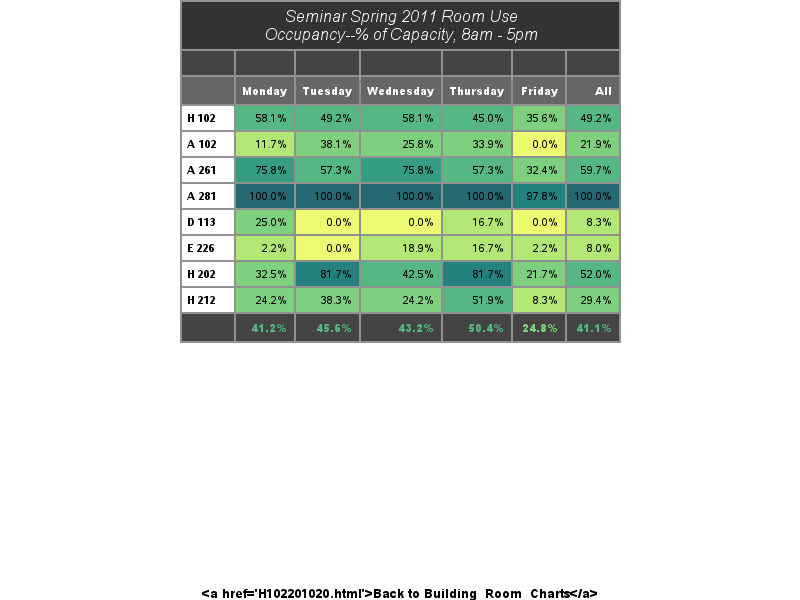 Seminar Spring 2011 Room Use
Occupancy--% of Capacity, 8am - 5pm
Monday Tuesday Wednesday Thursday Friday All
H 102 58.1% 49.2% 58.1% 45.0% 35.6% 49.2%
A 102 11.7% 38.1% 25.8% 33.9% 0.0% 21.9%
A 261 75.8% 57.3% 75.8% 57.3% 32.4% 59.7%
A 281 100.0% 100.0% 100.0% 100.0% 97.8% 100.0%
D 113 25.0% 0.0% 0.0% 16.7% 0.0% 8.3%
E 226 2.2% 0.0% 18.9% 16.7% 2.2% 8.0%
H 202 32.5% 81.7% 42.5% 81.7% 21.7% 52.0%
H 212 24.2% 38.3% 24.2% 51.9% 8.3% 29.4%
41.2% 45.6% 43.2% 50.4% 24.8% 41.1%
<a href='H102201020.html'>Back to Building_Room_Charts</a>